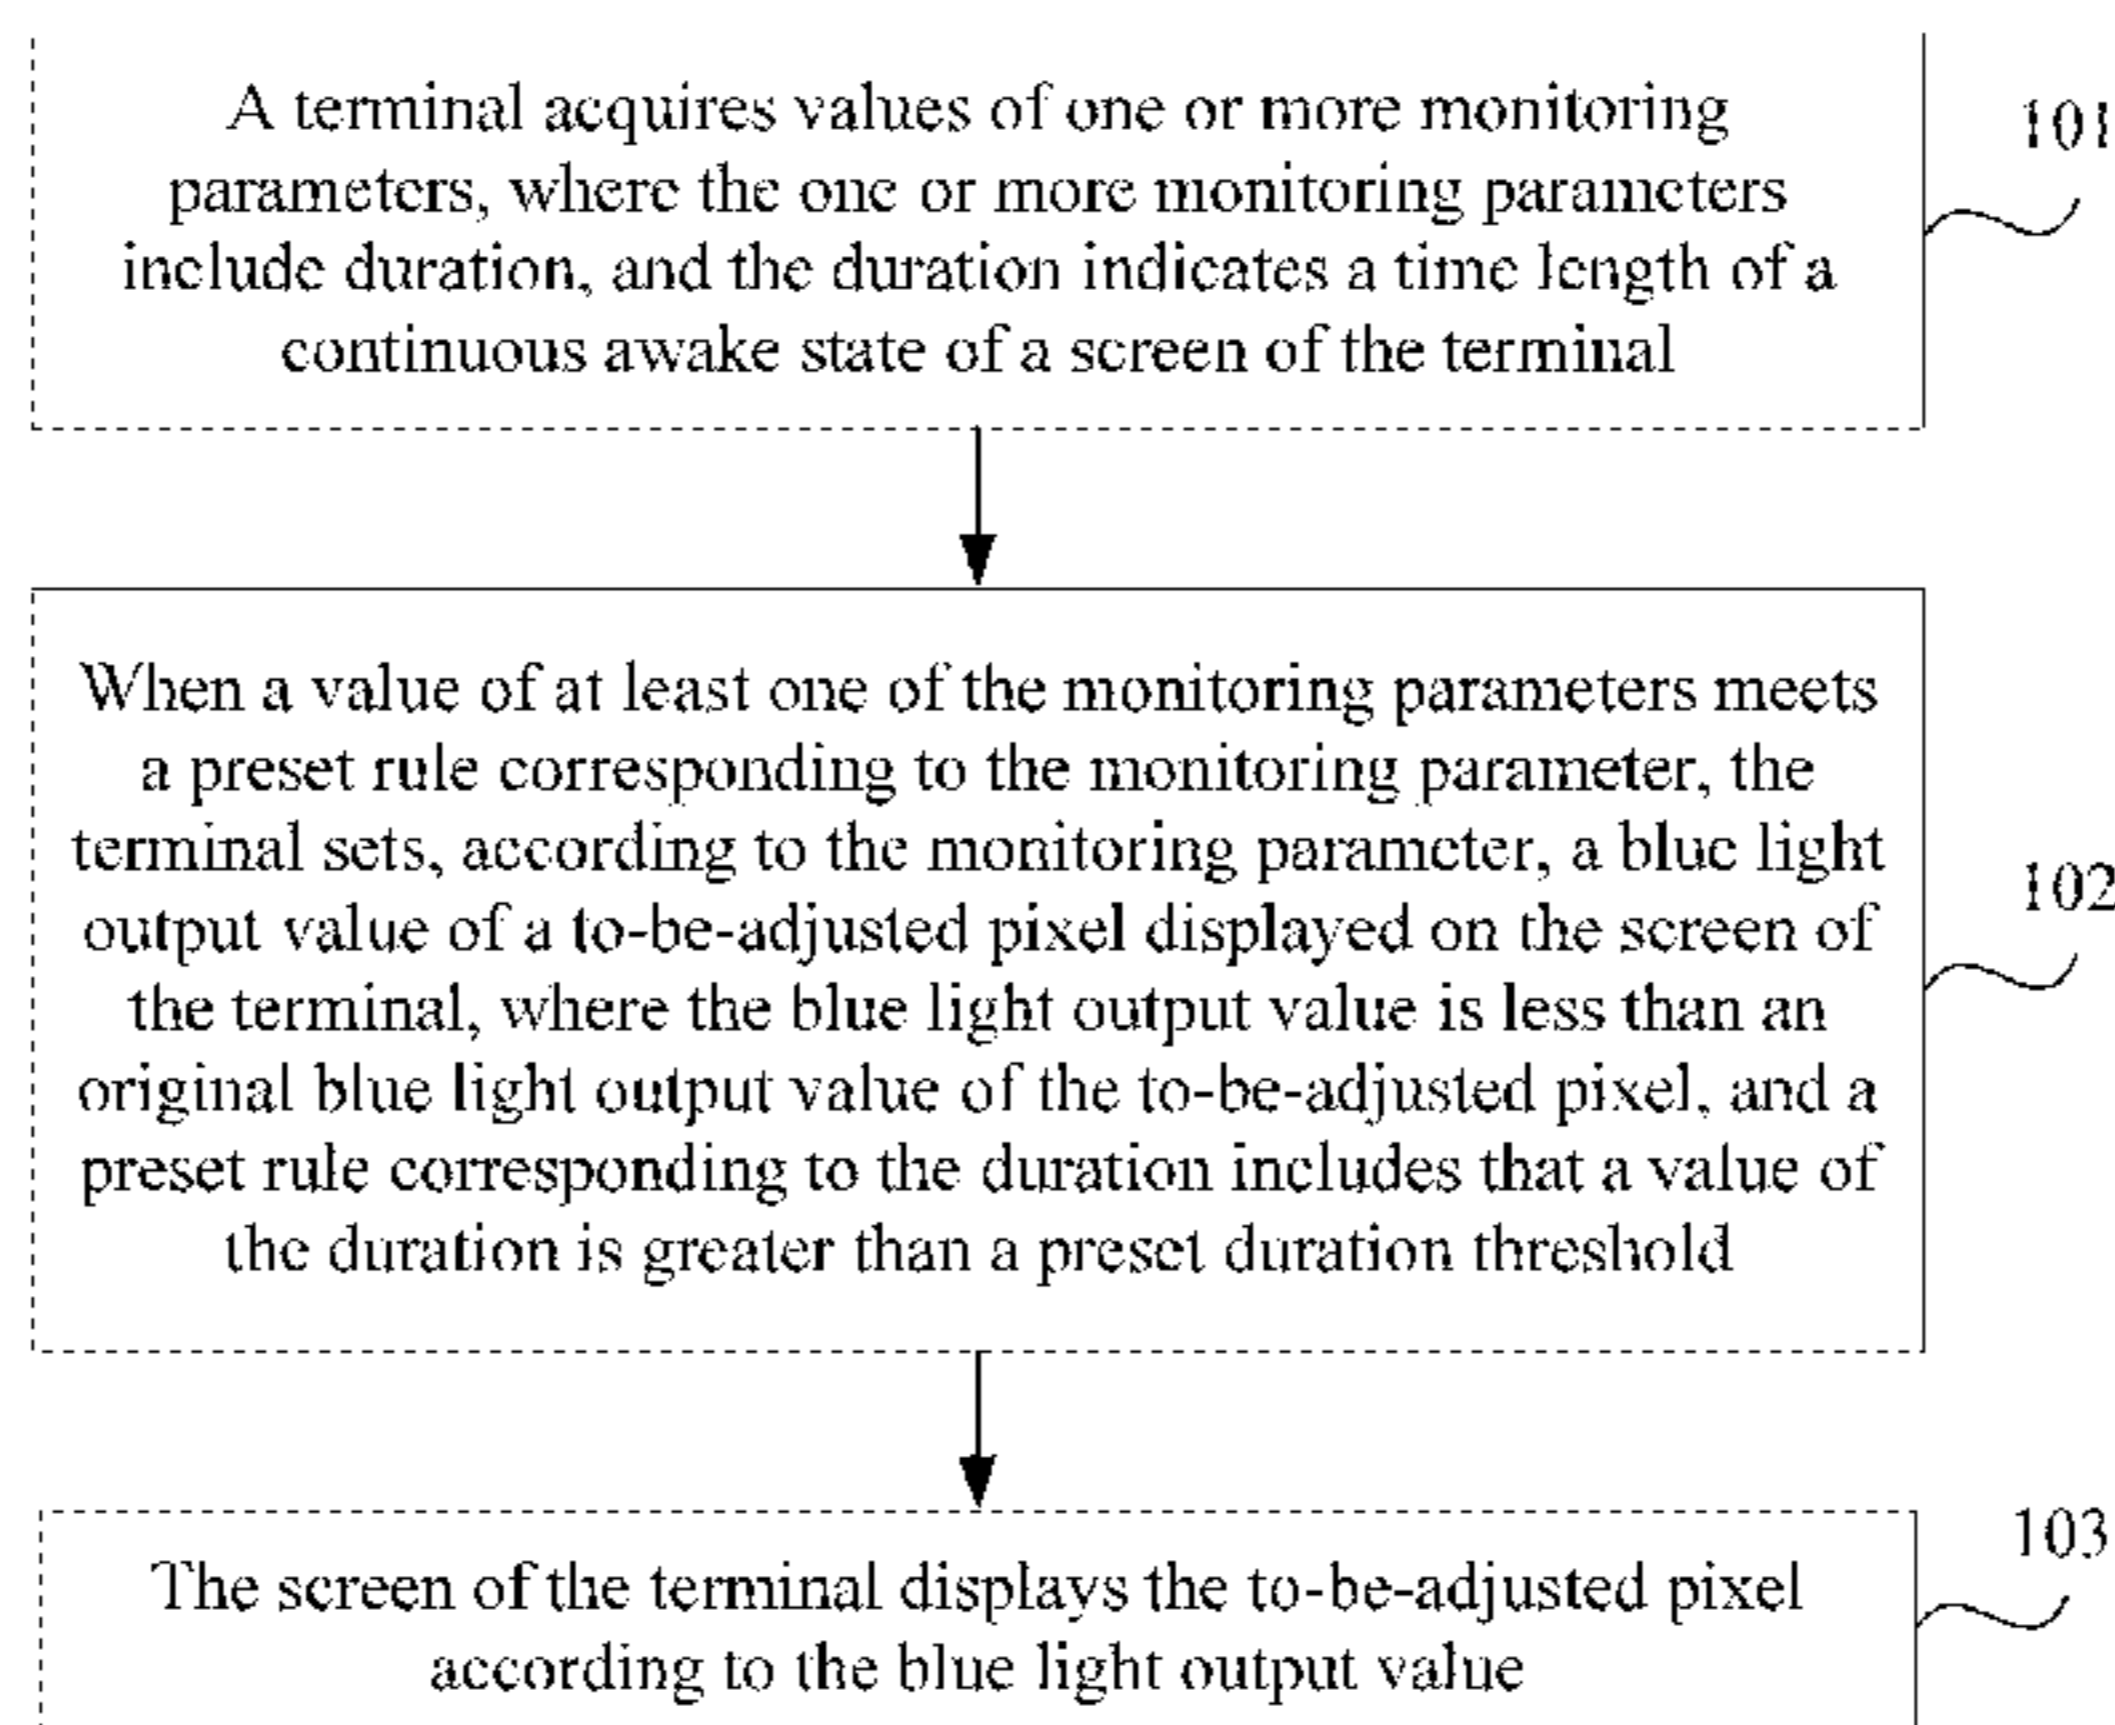 A terminal acquires values of one or more monitoring
parameters, where the one or more monitoring parameters
include duration, and the duration indicates a time length of a
continuous awake state of a screen of the terminal
101
When a value of at least one of the monitoring parameters meets
a preset rule corresponding to the monitoring parameter, the
terminal sets, according to the monitoring parameter, a blue light
output value of a to-be-adjusted pixel displayed on the screen of
the terminal, where the blue light output value is less than an
original blue light output value of the to-be-adjusted pixel, and a
preset rule corresponding to the duration includes that a value of
the duration is greater than a preset duration threshold
102
The screen of the terminal displays the to-be-adjusted pixel
according to the blue light output value
103